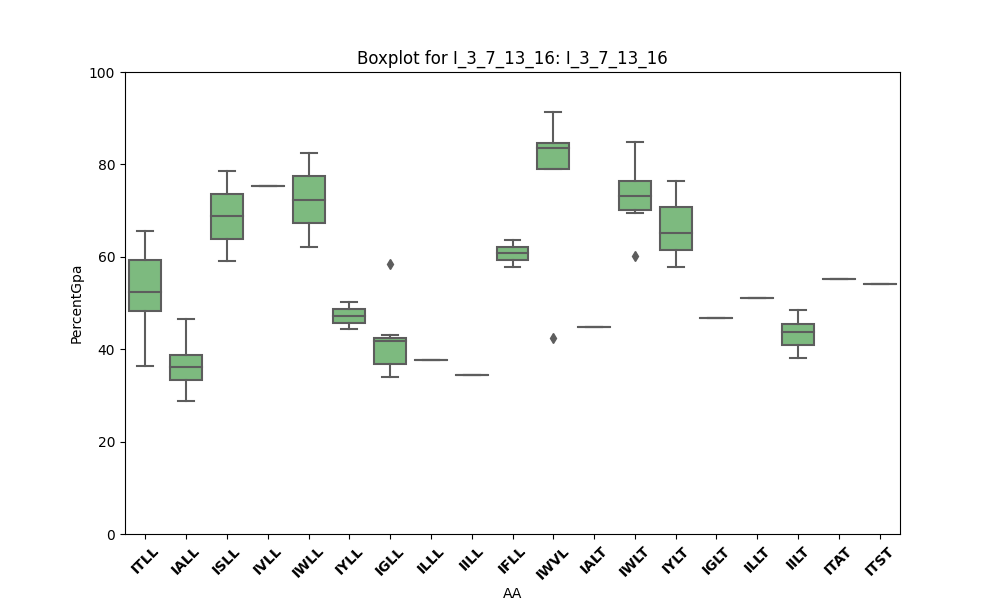 Boxplot for I_3_7_13_16: I_3_7_13_16
100
80
60
40
20
0
PercentGpa
ITLL IALL ISLL IVLL IWLL IYLL IGLL ILLL IILL IFLL IWVL IALT IWLT IYLT IGLT ILLT IILT ITAT ITST
AA